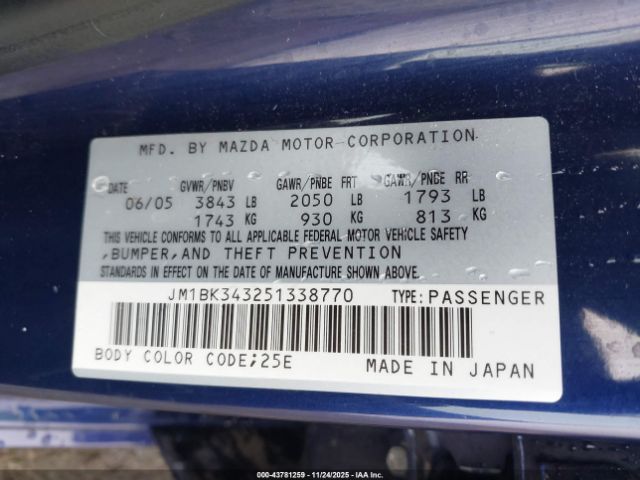 MFD. BY MAZDA MOTOR CORPORATION
DATE GVWR/PNBV GAWR/PNBE FRT GAWR/PNBE RR
06/05 3843 LB 2050 LB 1793 LB
1743 KG 930 KG 813 KG
THIS VEHICLE CONFORMS TO ALL APPLICABLE FEDERAL MOTOR VEHICLE SAFETY
,BUMPER,AND THEFT PREVENTION
STANDARDS IN EFFECT ON THE DATE OF MANUFACTURE SHOWN ABOVE.
JM1BK343251338770 TYPE:PASSENGER
BODY COLOR CODE;25E MADE IN JAPAN
000-43781259 - 11/24/2025 - IAA Inc.